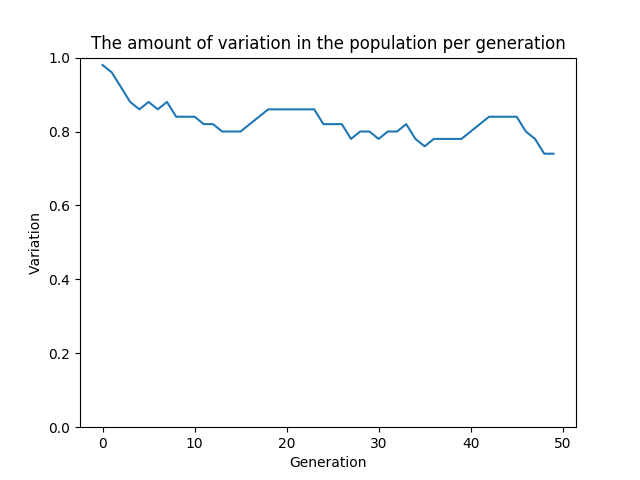 The amount of variation in the population per generation
1.0
0.8
0.6
0.4
0.2
0.0
Variation
0 10 20 30 40 50
Generation